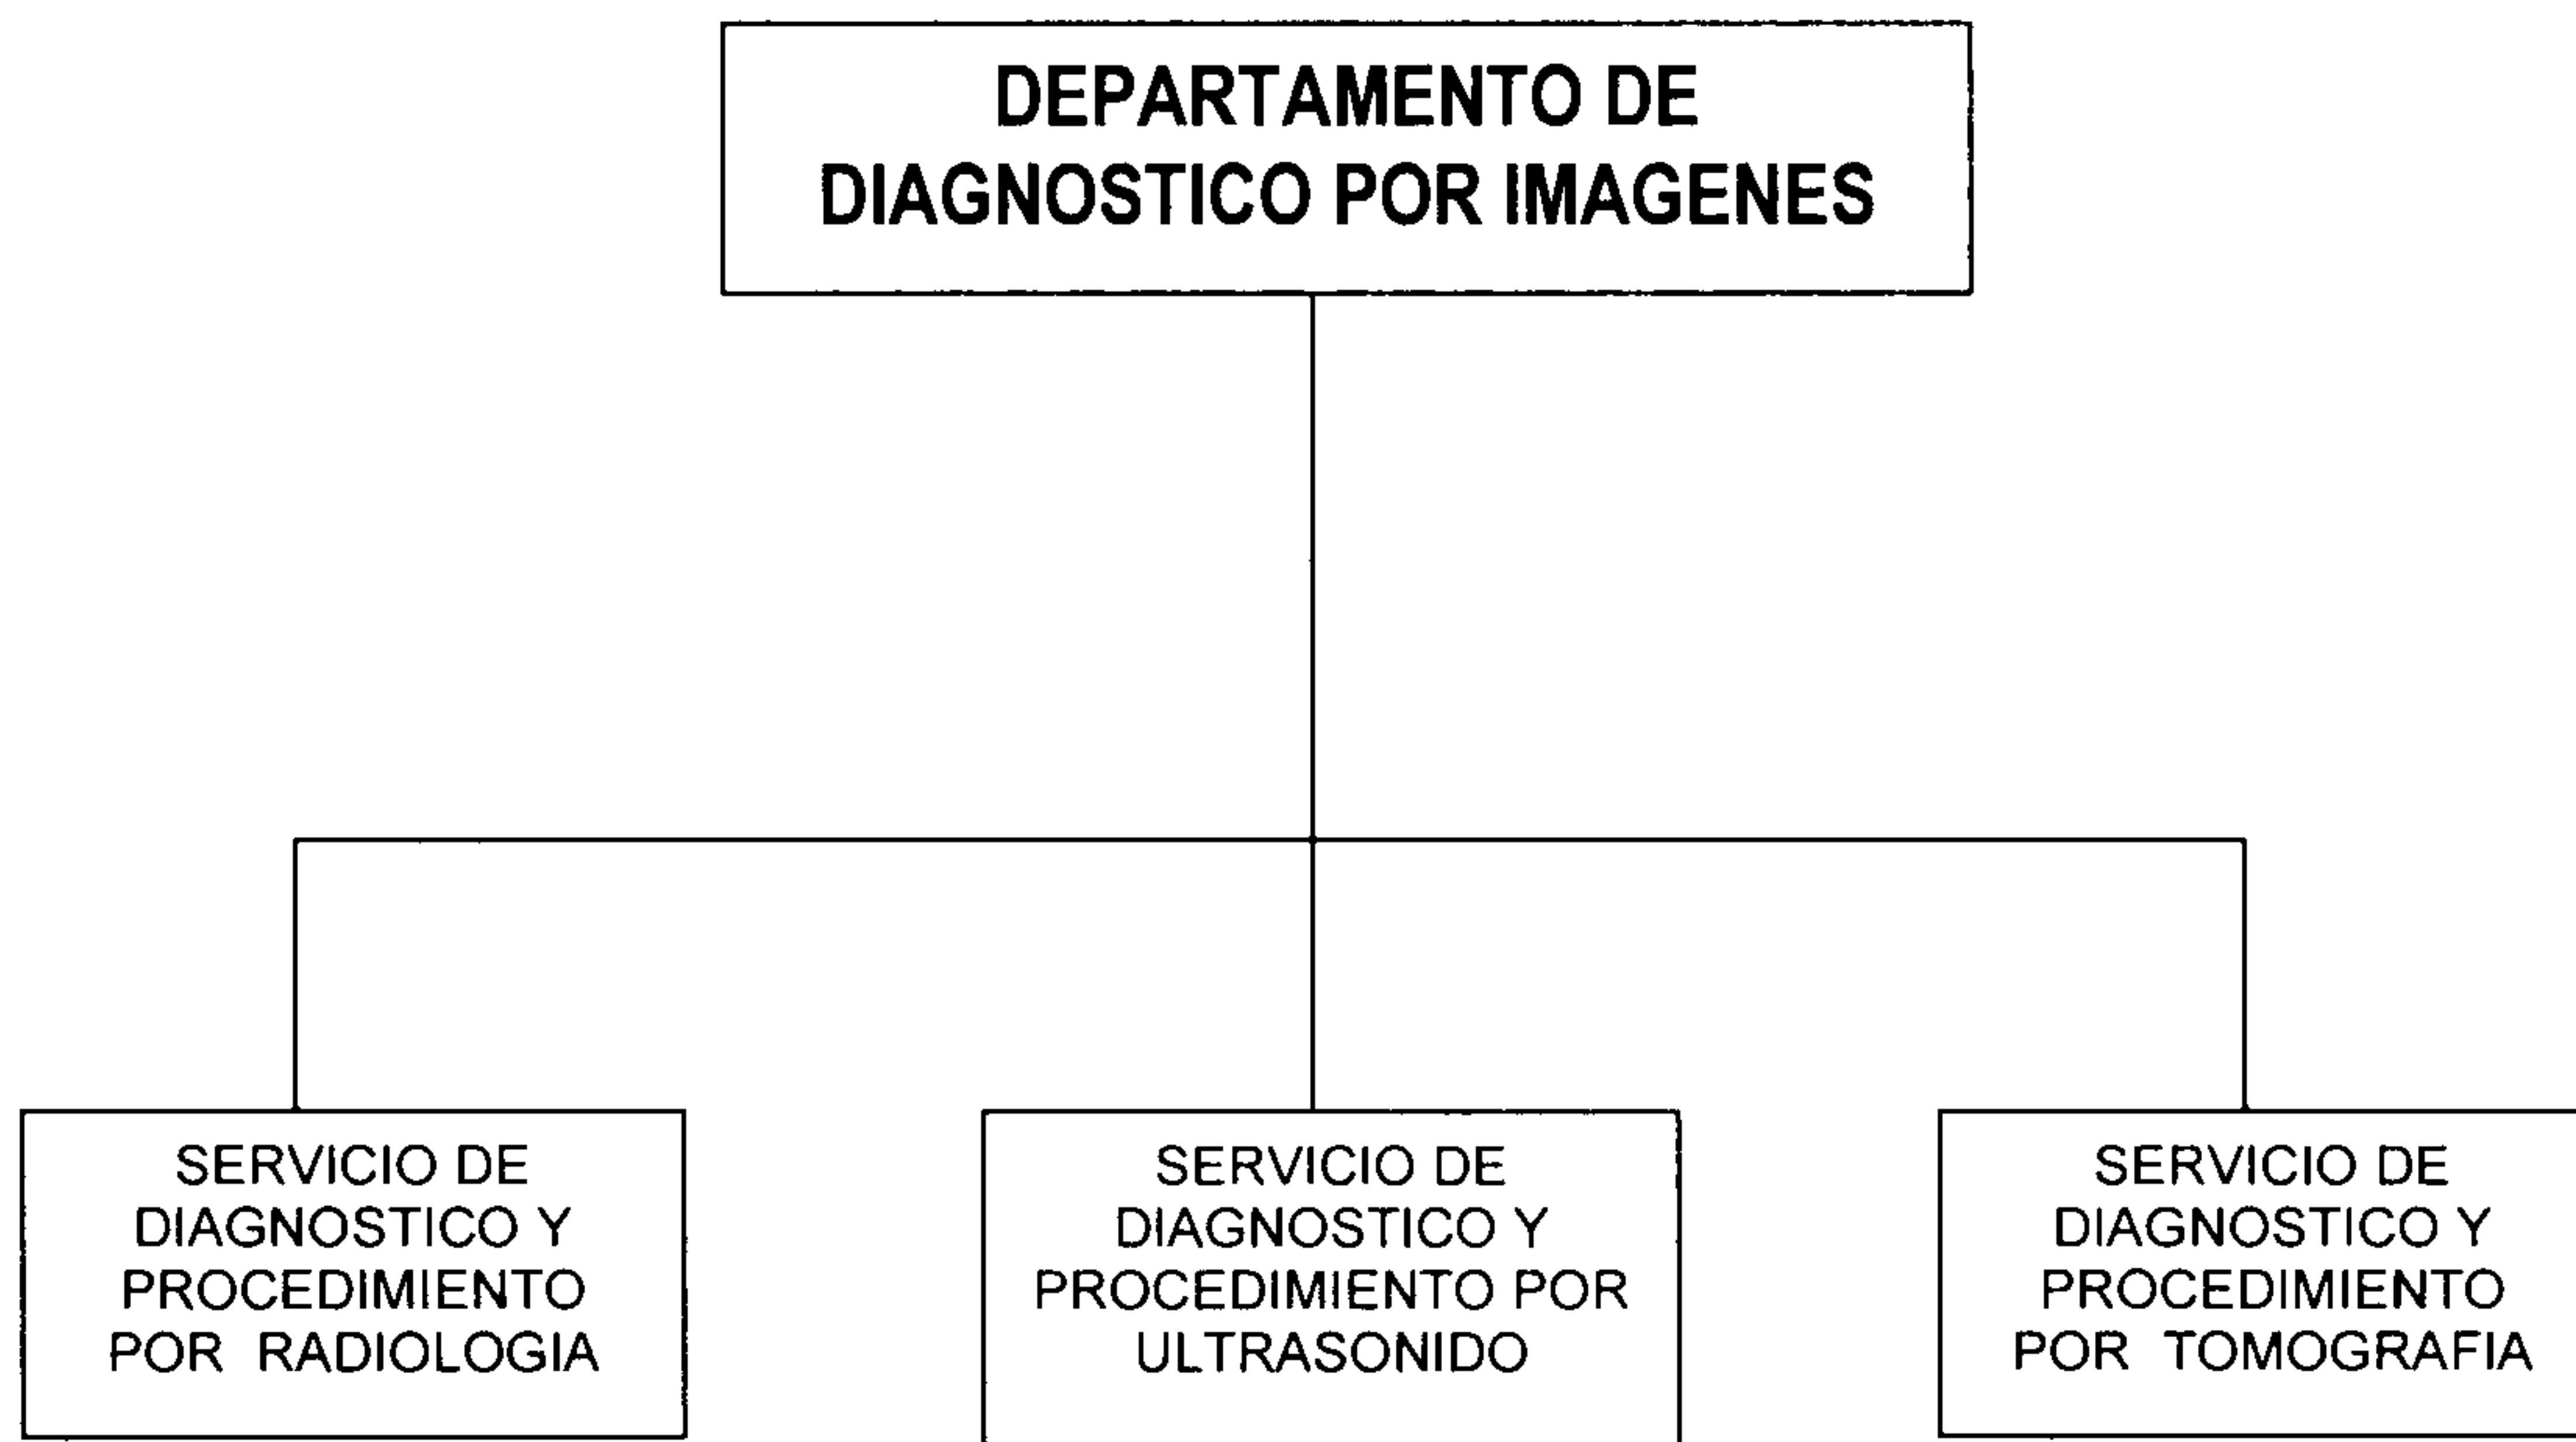 DEPARTAMENTO DE
DIAGNOSTICO POR IMAGENES
SERVICIO DE
DIAGNOSTICO Y
PROCEDIMIENTO
POR RADIOLOGIA
SERVICIO DE
DIAGNOSTICO Y
PROCEDIMIENTO POR
ULTRASONIDO
SERVICIO DE
DIAGNOSTICO Y
PROCEDIMIENTO
POR TOMOGRAFIA